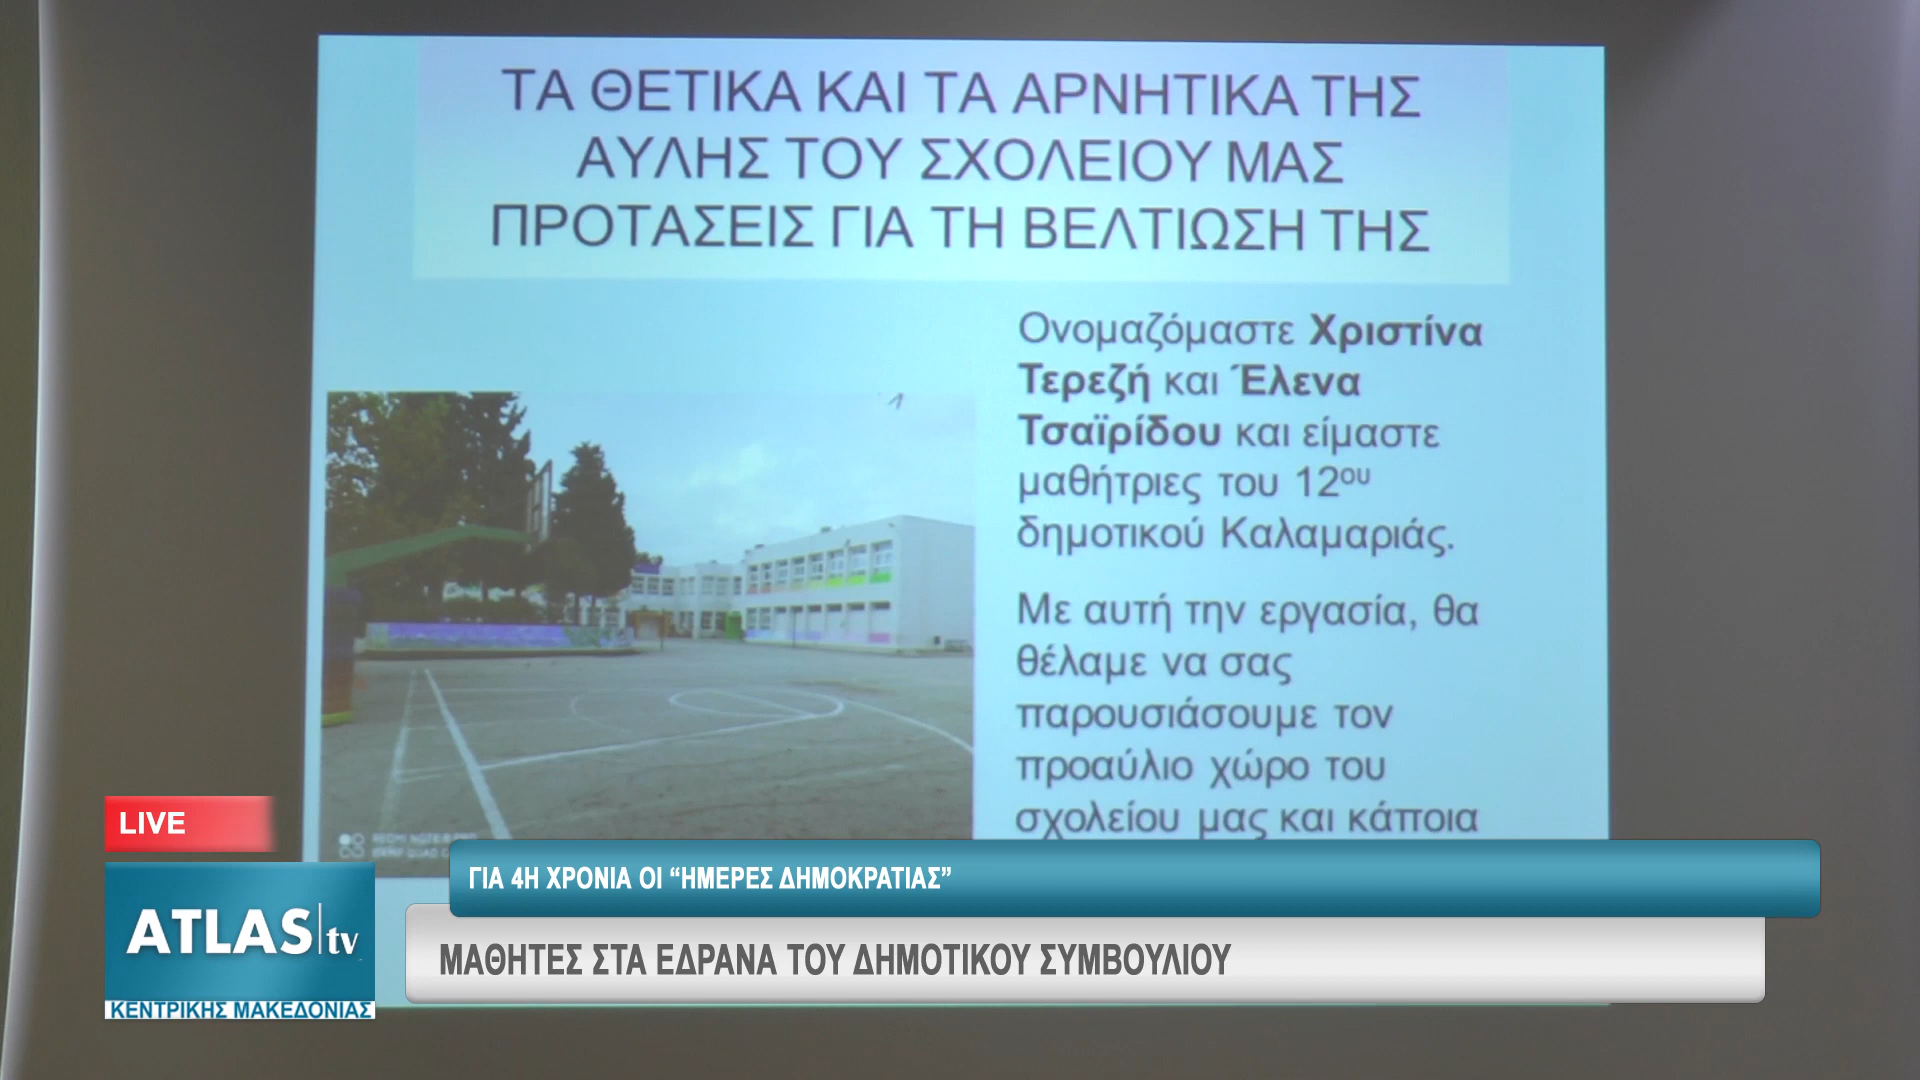 ΤΑ ΘΕΤΙΚΑ ΚΑΙ ΤΑ ΑΡΝΗΤΙΚΑ ΤΗΣ
ΑΥΛΗΣ ΤΟΥ ΣΧΟΛΕΙΟΥ ΜΑΣ
ΠΡΟΤΑΣΕΙΣ ΓΙΑ ΤΗ ΒΕΛΤΙΩΣΗ ΤΗΣ
Ονομαζόμαστε Χριστίνα
Τερεζή και Έλενα
Τσαϊρίδου και είμαστε
μαθήτριες του 12ου
δημοτικού Καλαμαριάς.
Με αυτή την εργασία, θα
θέλαμε να σας
παρουσιάσουμε τον
προαύλιο χώρο του
σχολείου μας και κάποια
LIVE
ΓΙΑ 4Η ΧΡΟΝΙΑ ΟΙ “ΗΜΕΡΕΣ ΔΗΜΟΚΡΑΤΙΑΣ”
ATLAS tv
ΜΑΘΗΤΕΣ ΣΤΑ ΕΔΡΑΝΑ ΤΟΥ ΔΗΜΟΤΙΚΟΥ ΣΥΜΒΟΥΛΙΟΥ
ΚΕΝΤΡΙΚΗΣ ΜΑΚΕΔΟΝΙΑΣ